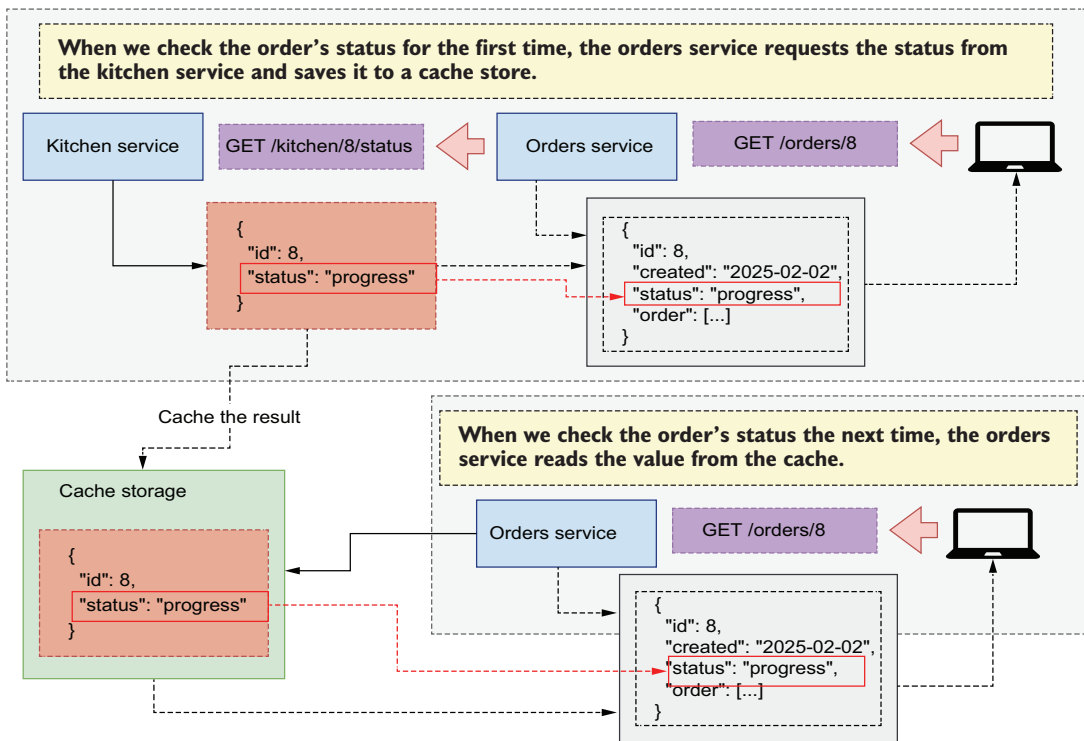 When we check the order's status for the first time, the orders service requests the status from
the kitchen service and saves it to a cache store.
Kitchen service
GET /kitchen/8/status
Orders service
GET /orders/8
{
"id": 8,
"status": "progress"
}
{
"id": 8,
"created": "2025-02-02",
"status": "progress",
"order": [...]
}
Cache the result
When we check the order's status the next time, the orders
service reads the value from the cache.
Cache storage
{
"id": 8,
"status": "progress"
}
Orders service
GET /orders/8
{
"id": 8,
"created": "2025-02-02",
"status": "progress",
"order": [...]
}